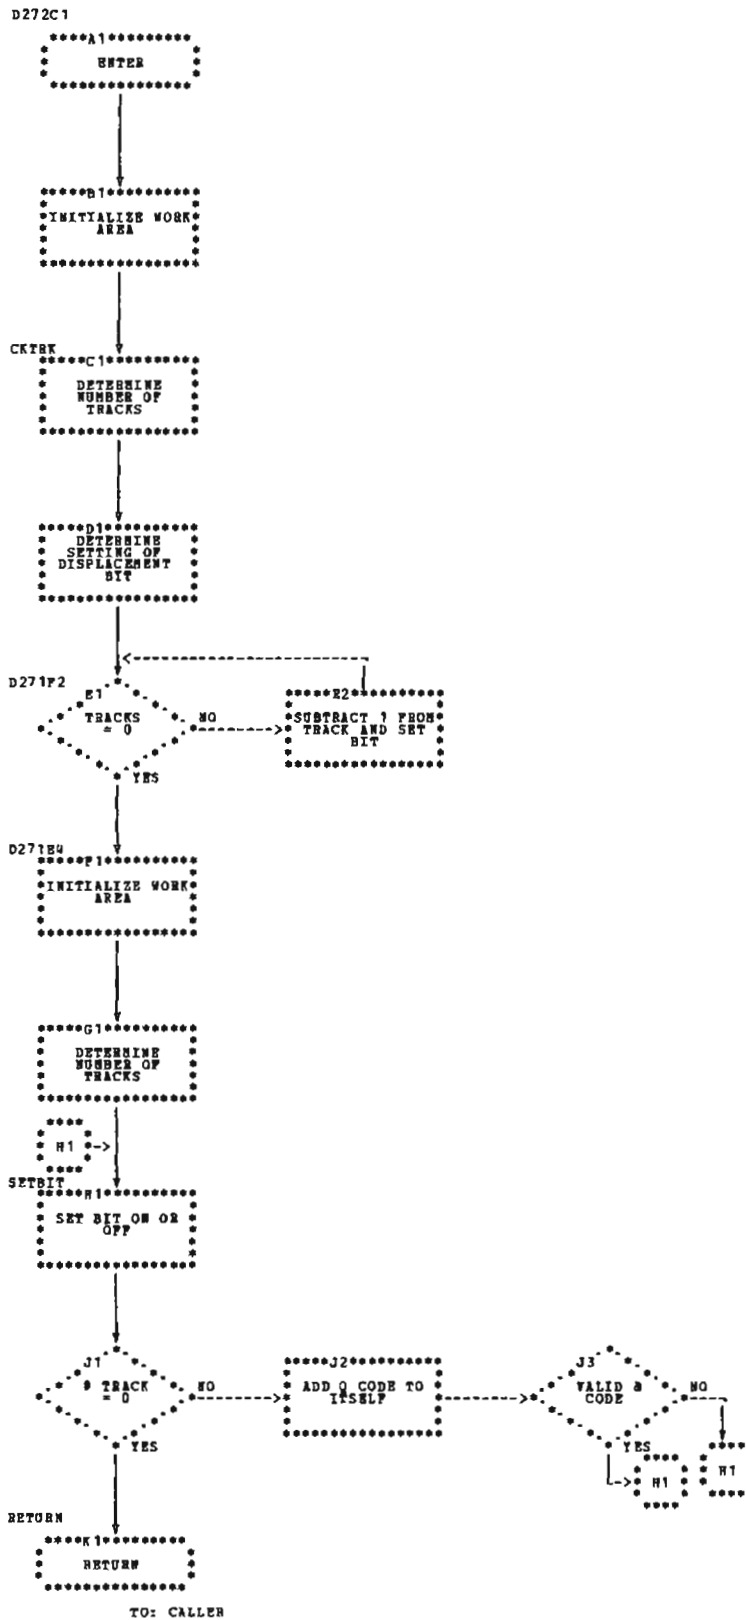 D272C1
A1
ENTER
B1
INITIALIZE WORK
AREA
CKTRK
C1
DETERMINE
NUMBER OF
TRACKS
D1
DETERMINE
SETTING OF
DISPLACEMENT
BIT
D271F2
E1
TRACKS
= 0
NO
E2
SUBTRACT 1 FROM
TRACK AND SET
BIT
YES
D271E4
F1
INITIALIZE WORK
AREA
G1
DETERMINE
NUMBER OF
TRACKS
H1
SETBIT
H1
SET BIT ON OR
OFF
J1
# TRACK
= 0
NO
J2
ADD Q CODE TO
ITSELF
J3
VALID
CODE
NO
YES
YES
H1
H1
RETURN
K1
RETURN
TO: CALLER